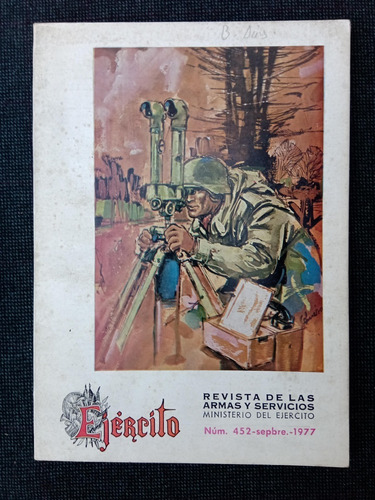 Ejército
REVISTA DE LAS
ARMAS Y SERVICIOS
MINISTERIO DEL EJERCITO
Núm. 452-sepbre.-1977